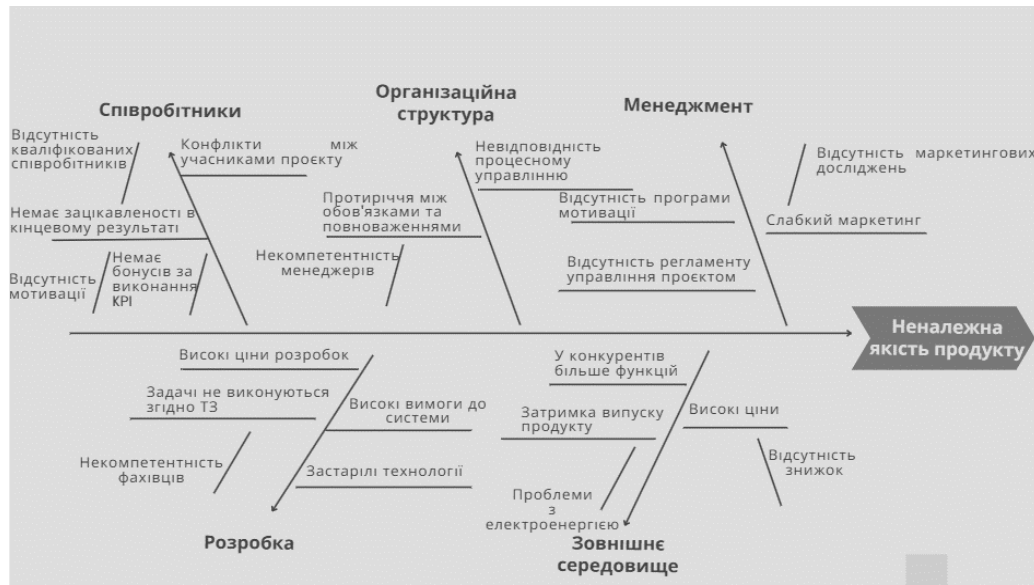 Співробітники
Організаційна
структура
Менеджмент
Відсутність
кваліфікованих
співробітників
Конфлікти між
учасниками проєкту
Немає зацікавленості в
кінцевому результаті
Відсутність
мотивації
Немає
бонусів за
виконання
KPI
Невідповідність
процесному
управлінню
Протиріччя між
обов'язками та
повноваженнями
Некомпетентність
менеджерів
Відсутність програми
мотивації
Відсутність регламенту
управління проєктом
Відсутність маркетингових
досліджень
Слабкий маркетинг
Неналежна
якість продукту
Високі ціни розробок
Задачі не виконуються
згідно ТЗ
Некомпетентність
фахівців
Високі вимоги до
системи
Застарілі технології
Розробка
У конкурентів
більше функцій
Затримка випуску
продукту
Проблеми
з
електроенергією
Високі ціни
Відсутність
знижок
Зовнішнє
середовище